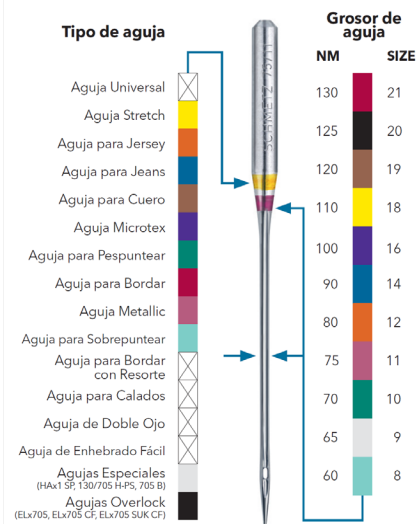 Tipo de aguja
Grosor de
aguja
NM SIZE
Aguja Universal
Aguja Stretch
Aguja para Jersey
Aguja para Jeans
Aguja para Cuero
Aguja Microtex
Aguja para Pespuntear
Aguja para Bordar
Aguja Metallic
Aguja para Sobrepuntear
Aguja para Bordar
con Resorte
Aguja para Calados
Aguja de Doble Ojo
Aguja de Enhebrado Fácil
Agujas Especiales
(HAx1 SP, 130/705 H-PS, 705 B)
Agujas Overlock
(ELx705, ELx705 CF, ELx705 SUK CF)
SCHMETZ 75/11
130 21
125 20
120 19
110 18
100 16
90 14
80 12
75 11
70 10
65 9
60 8